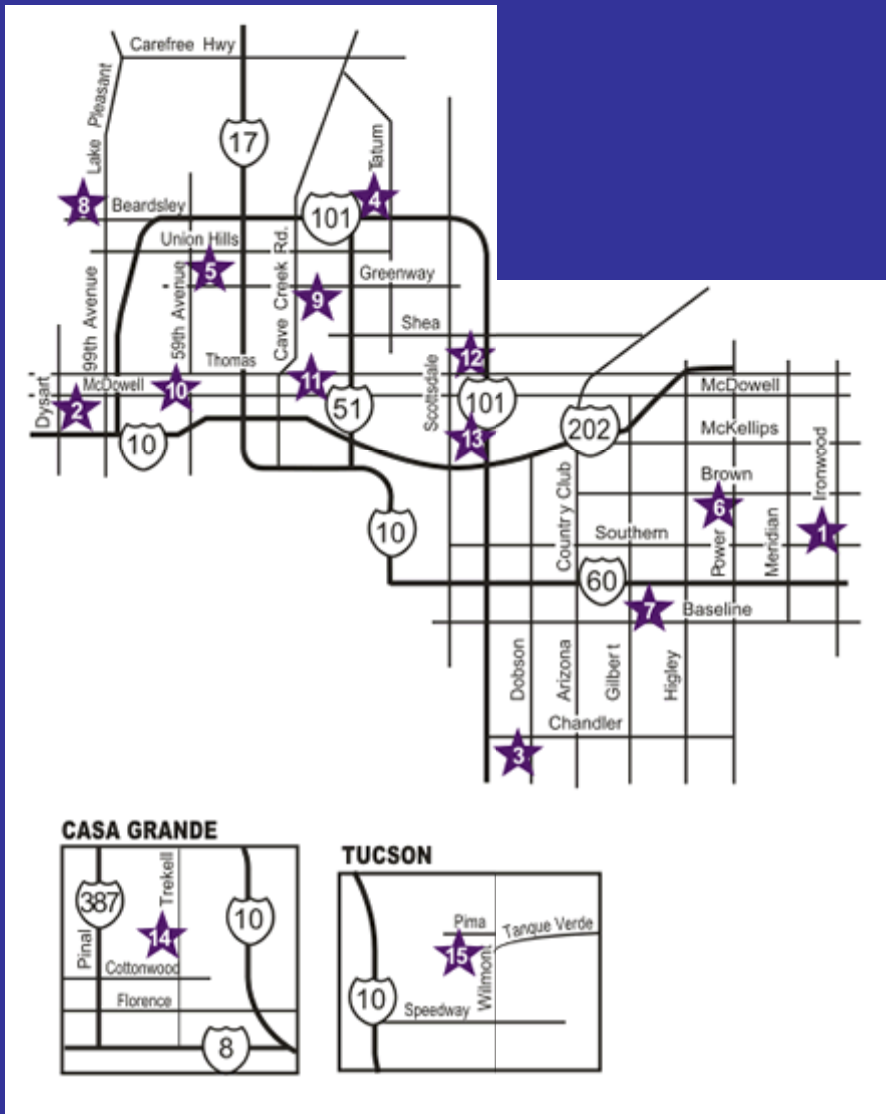 Carefree Hwy
Lake Pleasant
17
Tatum
8
4
Beardsley
101
Union Hills
Cave Creek Rd.
5
Greenway
99th Avenue
59th Avenue
9
Shea
Thomas
Scottsdale
12
McDowell
10
11
McDowell
Dysart
2
51
101
202
McKellips
10
13
Ironwood
Brown
Country Club
6
10
Southern
Power
Meridian
1
60
7
Baseline
Dobson
Arizona
Gilbert
Higley
Chandler
3
CASA GRANDE
Trekell
387
10
14
Pinal
Cottonwood
Florence
8
TUCSON
Pima
Tanque Verde
15
Wilmont
10
Speedway